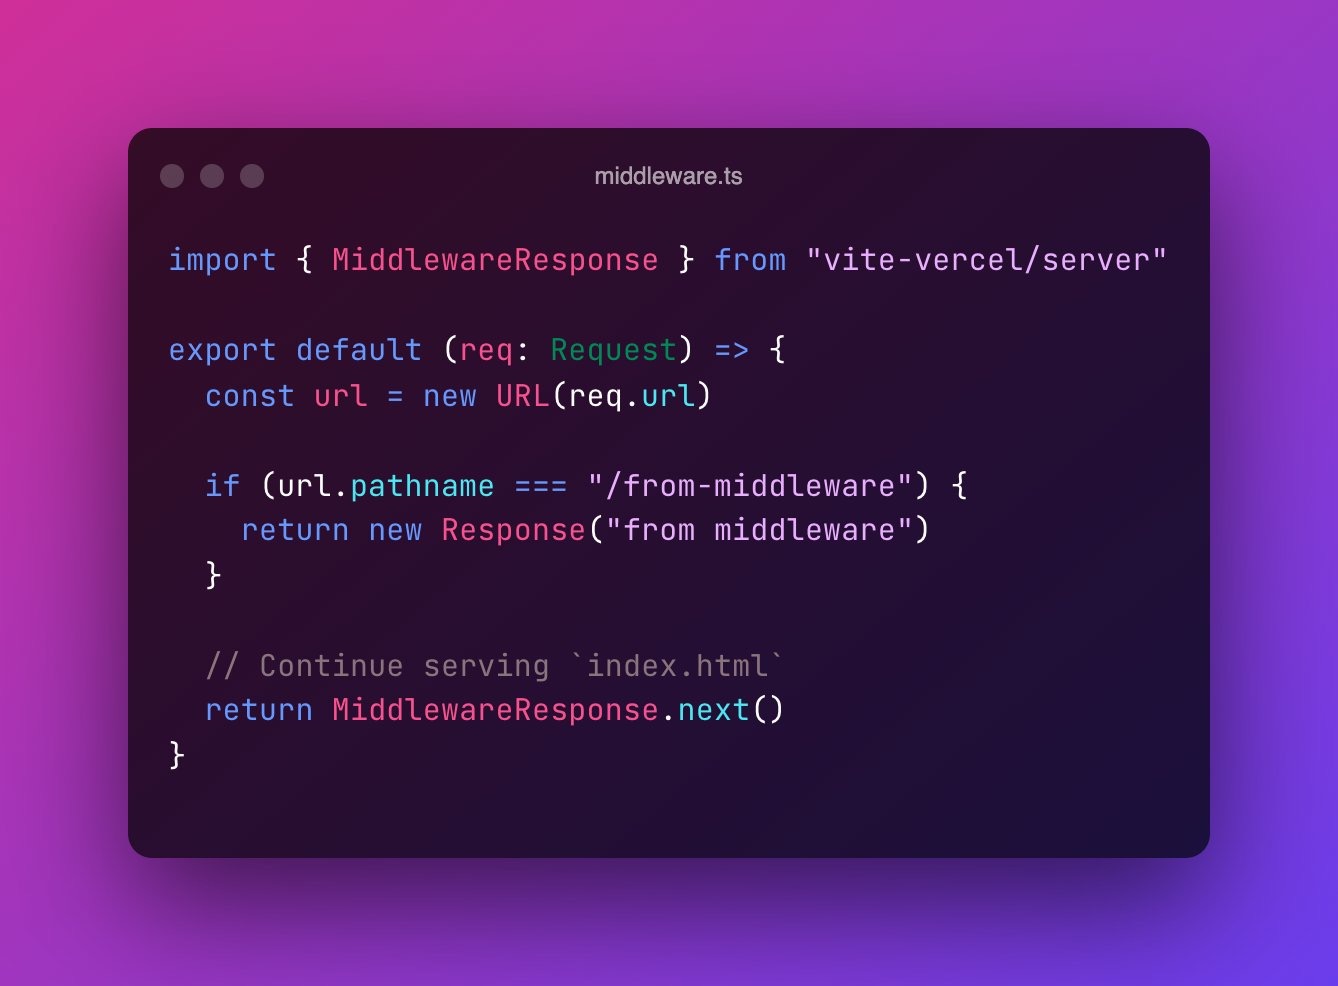 middleware.ts
import { MiddlewareResponse } from "vite-vercel/server"
export default (req: Request) => {
  const url = new URL(req.url)
  if (url.pathname === "/from-middleware") {
    return new Response("from middleware")
  }
  // Continue serving `index.html`
  return MiddlewareResponse.next()
}